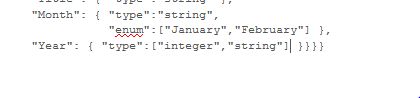 "Month": { "type":"string",
"enum":["January","February"] },
"Year": { "type":["integer","string"] }}}}